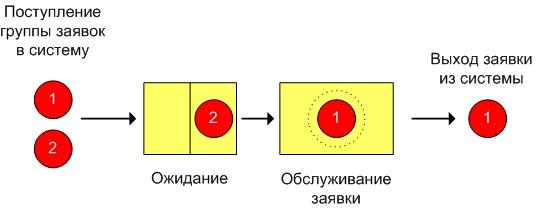 Поступление
группы заявок
в систему
1
2
2
Ожидание
1
Обслуживание
заявки
Выход заявки
из системы
1